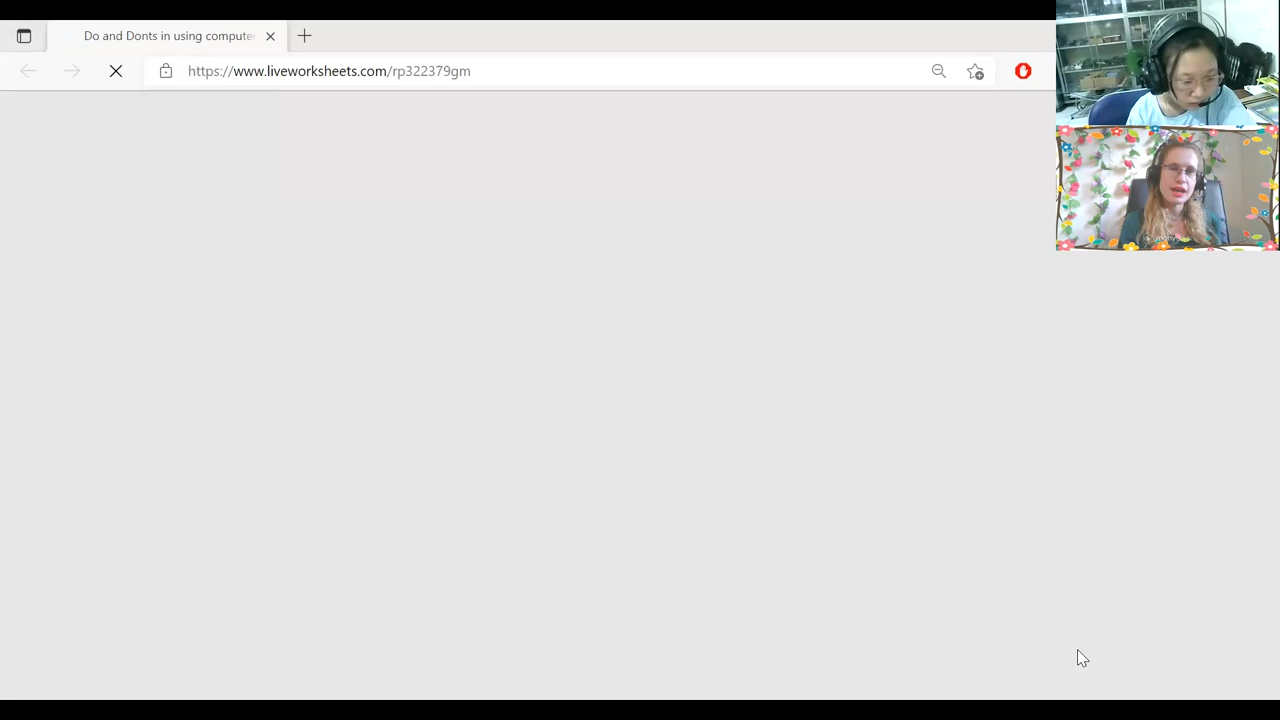 Do and Donts in using compute
https://www.liveworksheets.com/rp322379gm